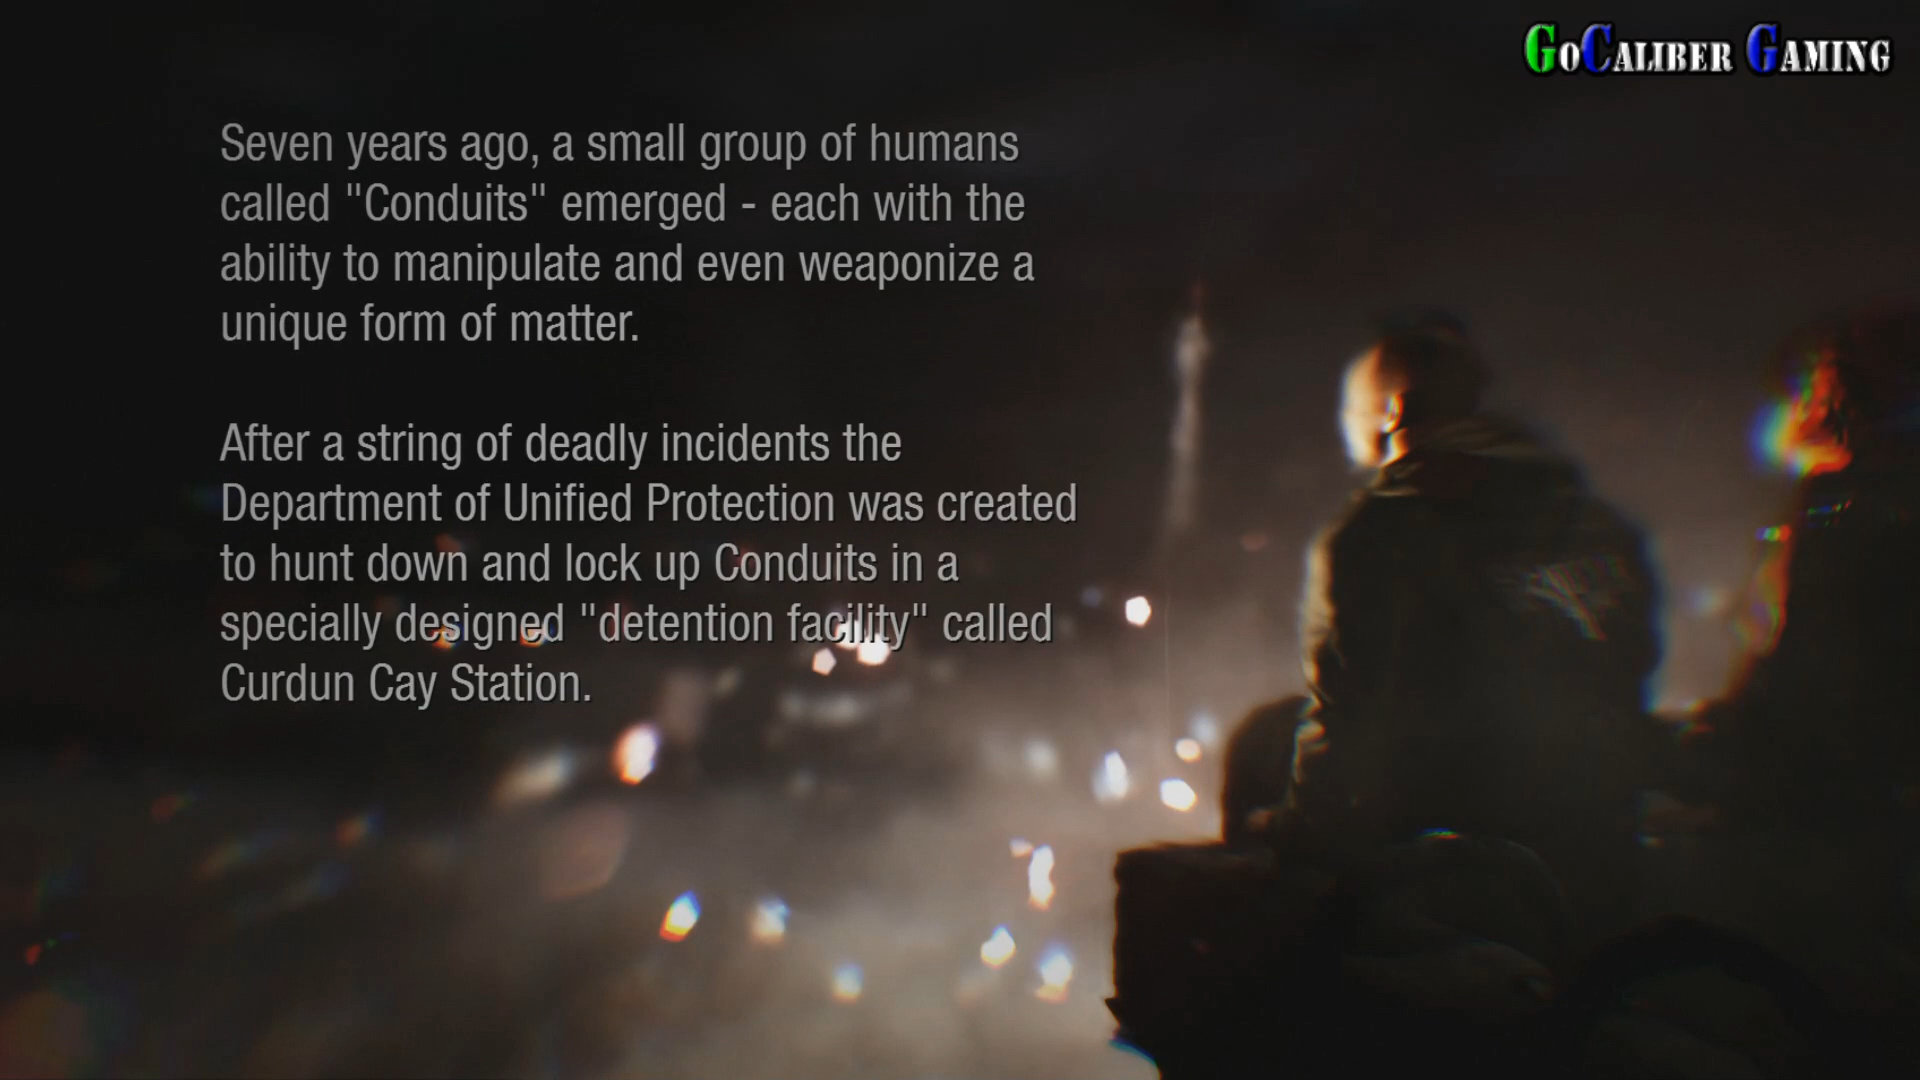 GoCaliber Gaming
Seven years ago, a small group of humans
called "Conduits" emerged - each with the
ability to manipulate and even weaponize a
unique form of matter.
After a string of deadly incidents the
Department of Unified Protection was created
to hunt down and lock up Conduits in a
specially designed "detention facility" called
Curdun Cay Station.